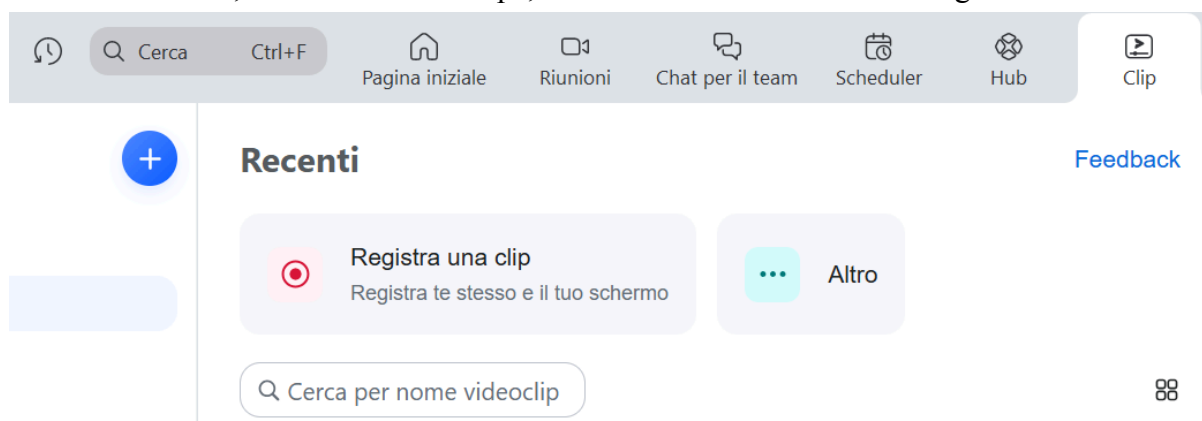 Cerca Ctrl+F
Pagina iniziale
Riunioni
Chat per il team
Scheduler
Hub
Clip
Recenti
Feedback
Registra una clip
Registra te stesso e il tuo schermo
Altro
Cerca per nome videoclip